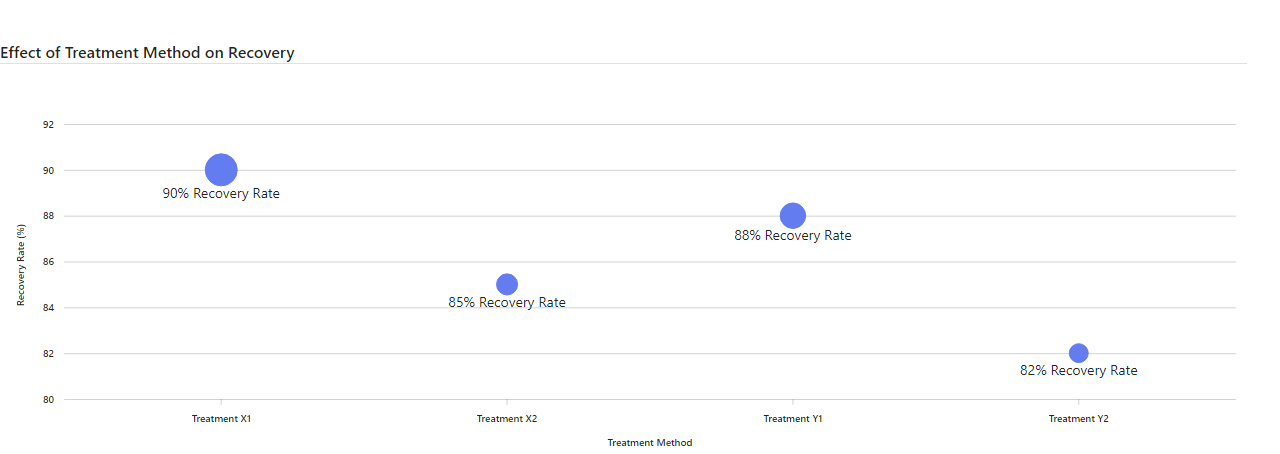 Effect of Treatment Method on Recovery
92
90
90% Recovery Rate
88
88% Recovery Rate
86
85% Recovery Rate
84
82
82% Recovery Rate
80
Recovery Rate (%)
Treatment X1
Treatment X2
Treatment Y1
Treatment Y2
Treatment Method